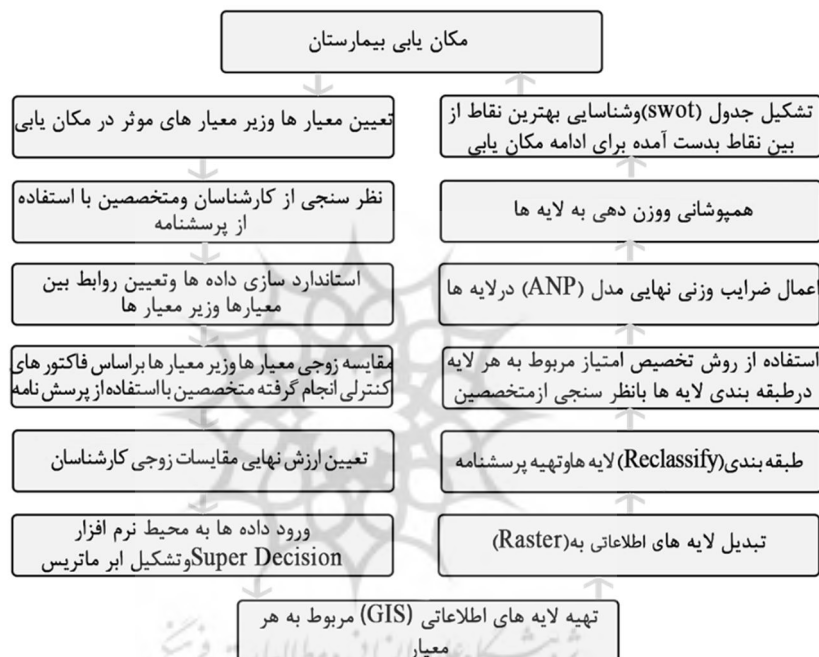 مکان یابی بیمارستان
تعیین معیار ها وزیر معیار های موثر در مکان یابی
نظر سنجی از کارشناسان ومتخصصین با استفاده
از پرسشنامه
استاندارد سازی داده ها وتعیین روابط بین
معیارها وزیر معیار ها
مقایسه زوجی معیار ها وزیر معیار ها براساس فاکتور های
کنترلی انجام گرفته متخصصین با استفاده از پرسش نامه
تعیین ارزش نهایی مقایسات زوجی کارشناسان
ورود داده ها به محیط نرم افزار
Super Decision وتشکیل ابر ماتریس
تهیه لایه های اطلاعاتی (GIS) مربوط به هر
معیار
تبدیل لایه های اطلاعاتی به(Raster)
طبقه بندی(Reclassify) لایه هاوتهیه پرسشنامه
استفاده از روش تخصیص امتیاز مربوط به هر لایه
درطبقه بندی لایه ها بانظر سنجی ازمتخصصین
اعمال ضرایب وزنی نهایی مدل (ANP) درلایه ها
همپوشانی ووزن دهی به لایه ها
تشکیل جدول (swot)وشناسایی بهترین نقاط از
بین نقاط بدست آمده برای ادامه مکان یابی